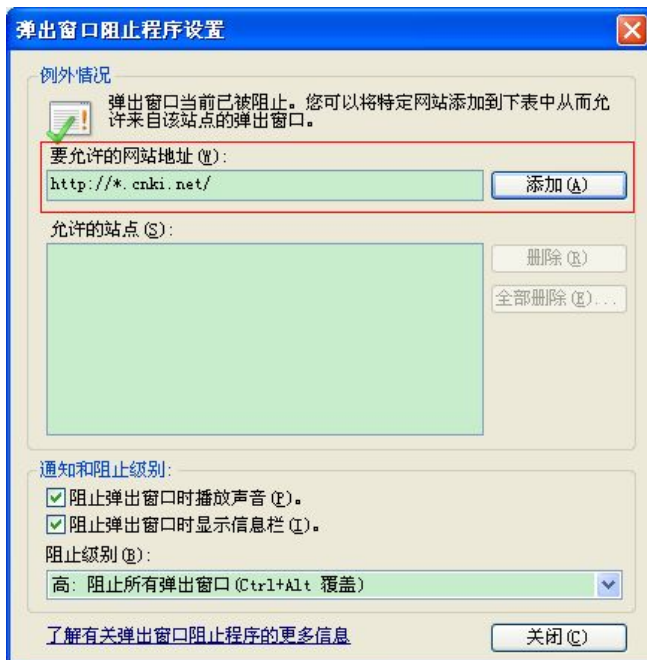 弹出窗口阻止程序设置
例外情况
弹出窗口当前已被阻止。您可以将特定网站添加到下表中从而允
许来自该站点的弹出窗口。
要允许的网站地址(W):
http://*.cnki.net/
添加(A)
允许的站点(S):
删除(R)
全部删除(E)...
通知和阻止级别:
阻止弹出窗口时播放声音(P)。
阻止弹出窗口时显示信息栏(I)。
阻止级别(B):
高: 阻止所有弹出窗口(Ctrl+Alt 覆盖)
了解有关弹出窗口阻止程序的更多信息
关闭(C)